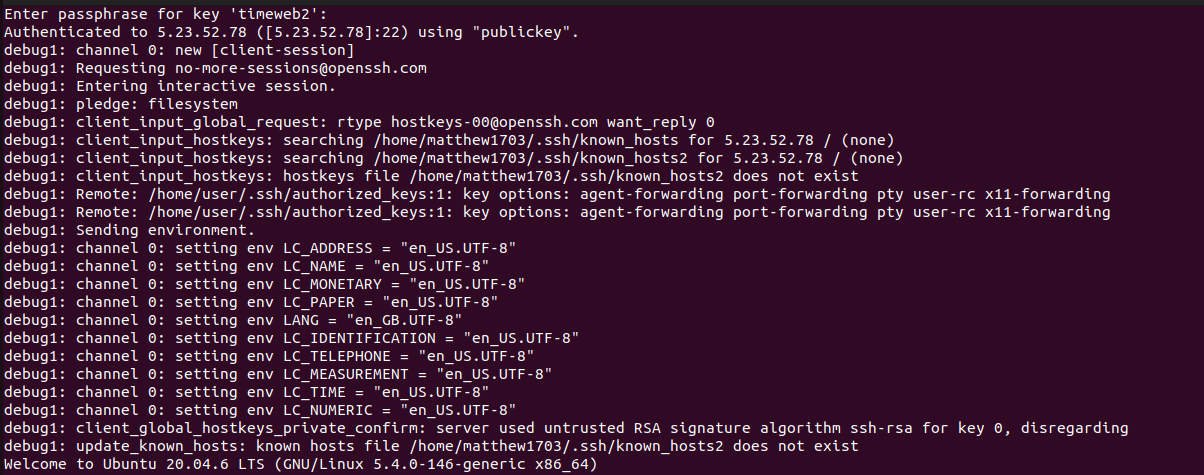 Enter passphrase for key 'timeweb2':
Authenticated to 5.23.52.78 ([5.23.52.78]:22) using "publickey".
debug1: channel 0: new [client-session]
debug1: Requesting no-more-sessions@openssh.com
debug1: Entering interactive session.
debug1: pledge: filesystem
debug1: client_input_global_request: rtype hostkeys-00@openssh.com want_reply 0
debug1: client_input_hostkeys: searching /home/matthew1703/.ssh/known_hosts for 5.23.52.78 / (none)
debug1: client_input_hostkeys: searching /home/matthew1703/.ssh/known_hosts2 for 5.23.52.78 / (none)
debug1: client_input_hostkeys: hostkeys file /home/matthew1703/.ssh/known_hosts2 does not exist
debug1: Remote: /home/user/.ssh/authorized_keys:1: key options: agent-forwarding port-forwarding pty user-rc x11-forwarding
debug1: Remote: /home/user/.ssh/authorized_keys:1: key options: agent-forwarding port-forwarding pty user-rc x11-forwarding
debug1: Sending environment.
debug1: channel 0: setting env LC_ADDRESS = "en_US.UTF-8"
debug1: channel 0: setting env LC_NAME = "en_US.UTF-8"
debug1: channel 0: setting env LC_MONETARY = "en_US.UTF-8"
debug1: channel 0: setting env LC_PAPER = "en_US.UTF-8"
debug1: channel 0: setting env LANG = "en_GB.UTF-8"
debug1: channel 0: setting env LC_IDENTIFICATION = "en_US.UTF-8"
debug1: channel 0: setting env LC_TELEPHONE = "en_US.UTF-8"
debug1: channel 0: setting env LC_MEASUREMENT = "en_US.UTF-8"
debug1: channel 0: setting env LC_TIME = "en_US.UTF-8"
debug1: channel 0: setting env LC_NUMERIC = "en_US.UTF-8"
debug1: client_global_hostkeys_private_confirm: server used untrusted RSA signature algorithm ssh-rsa for key 0, disregarding
debug1: update_known_hosts: known hosts file /home/matthew1703/.ssh/known_hosts2 does not exist
Welcome to Ubuntu 20.04.6 LTS (GNU/Linux 5.4.0-146-generic x86_64)